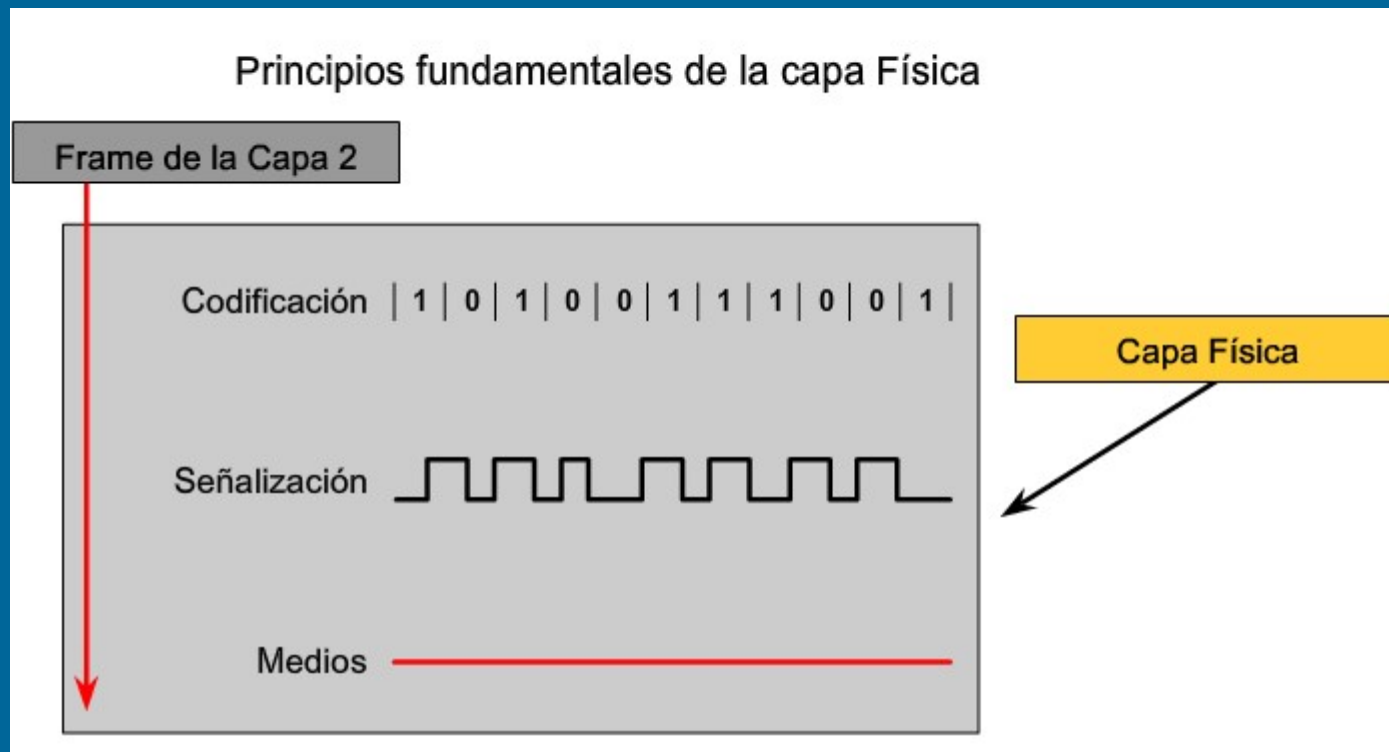 Principios fundamentales de la capa Física
Frame de la Capa 2
Codificación | 1 | 0 | 1 | 0 | 0 | 1 | 1 | 1 | 0 | 0 | 1 |
Capa Física
Señalización
Medios